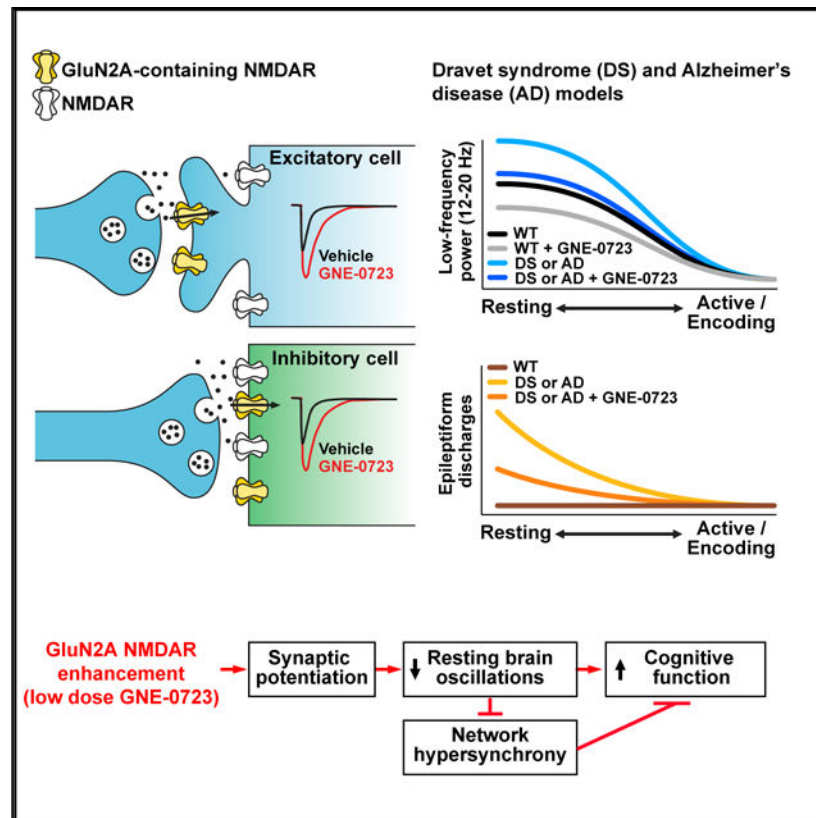 GluN2A-containing NMDAR
NMDAR
Excitatory cell
Vehicle
GNE-0723
Inhibitory cell
Vehicle
GNE-0723
Dravet syndrome (DS) and Alzheimer's
disease (AD) models
Low-frequency
power (12-20 Hz)
WT
WT + GNE-0723
DS or AD
DS or AD + GNE-0723
Resting
Active /
Encoding
Epileptiform
discharges
WT
DS or AD
DS or AD + GNE-0723
Resting
Active /
Encoding
GluN2A NMDAR
enhancement
(low dose GNE-0723)
Synaptic
potentiation
Resting brain
oscillations
Cognitive
function
Network
hypersynchrony